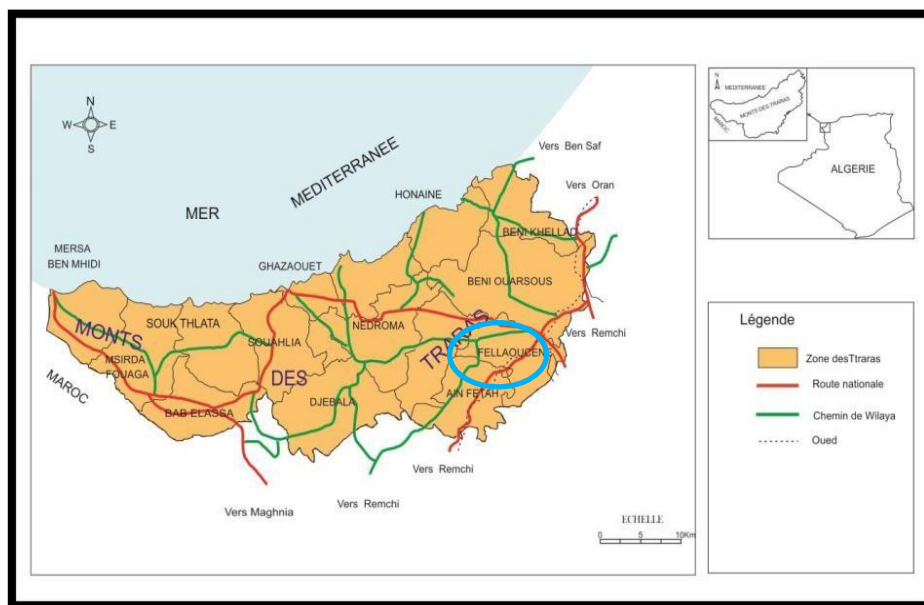 N
W
E
S
MER
MEDITERRANEE
Vers Ben Saf
Vers Oran
HONAINE
BENI KHELLAD
MERSA
BEN MHIDI
GHAZAOUET
BENI OUARSOUS
SOUK THLATA
NEDROMA
MONTS
SOUAHLIA
TRARAS
Vers Remchi
FELLAOUCENE
MSIRDA
FOUAGA
DES
MAROC
BAB ELASSA
DJEBALA
AIN FETAH
Vers Remchi
Vers Remchi
Vers Maghnia
ECHELLE
0 5 10Km
N
MEDITERRANEE
MONTS DES TRARAS
MAROC
ALGERIE
Légende
Zone desTtraras
Route nationale
Chemin de Wilaya
Oued